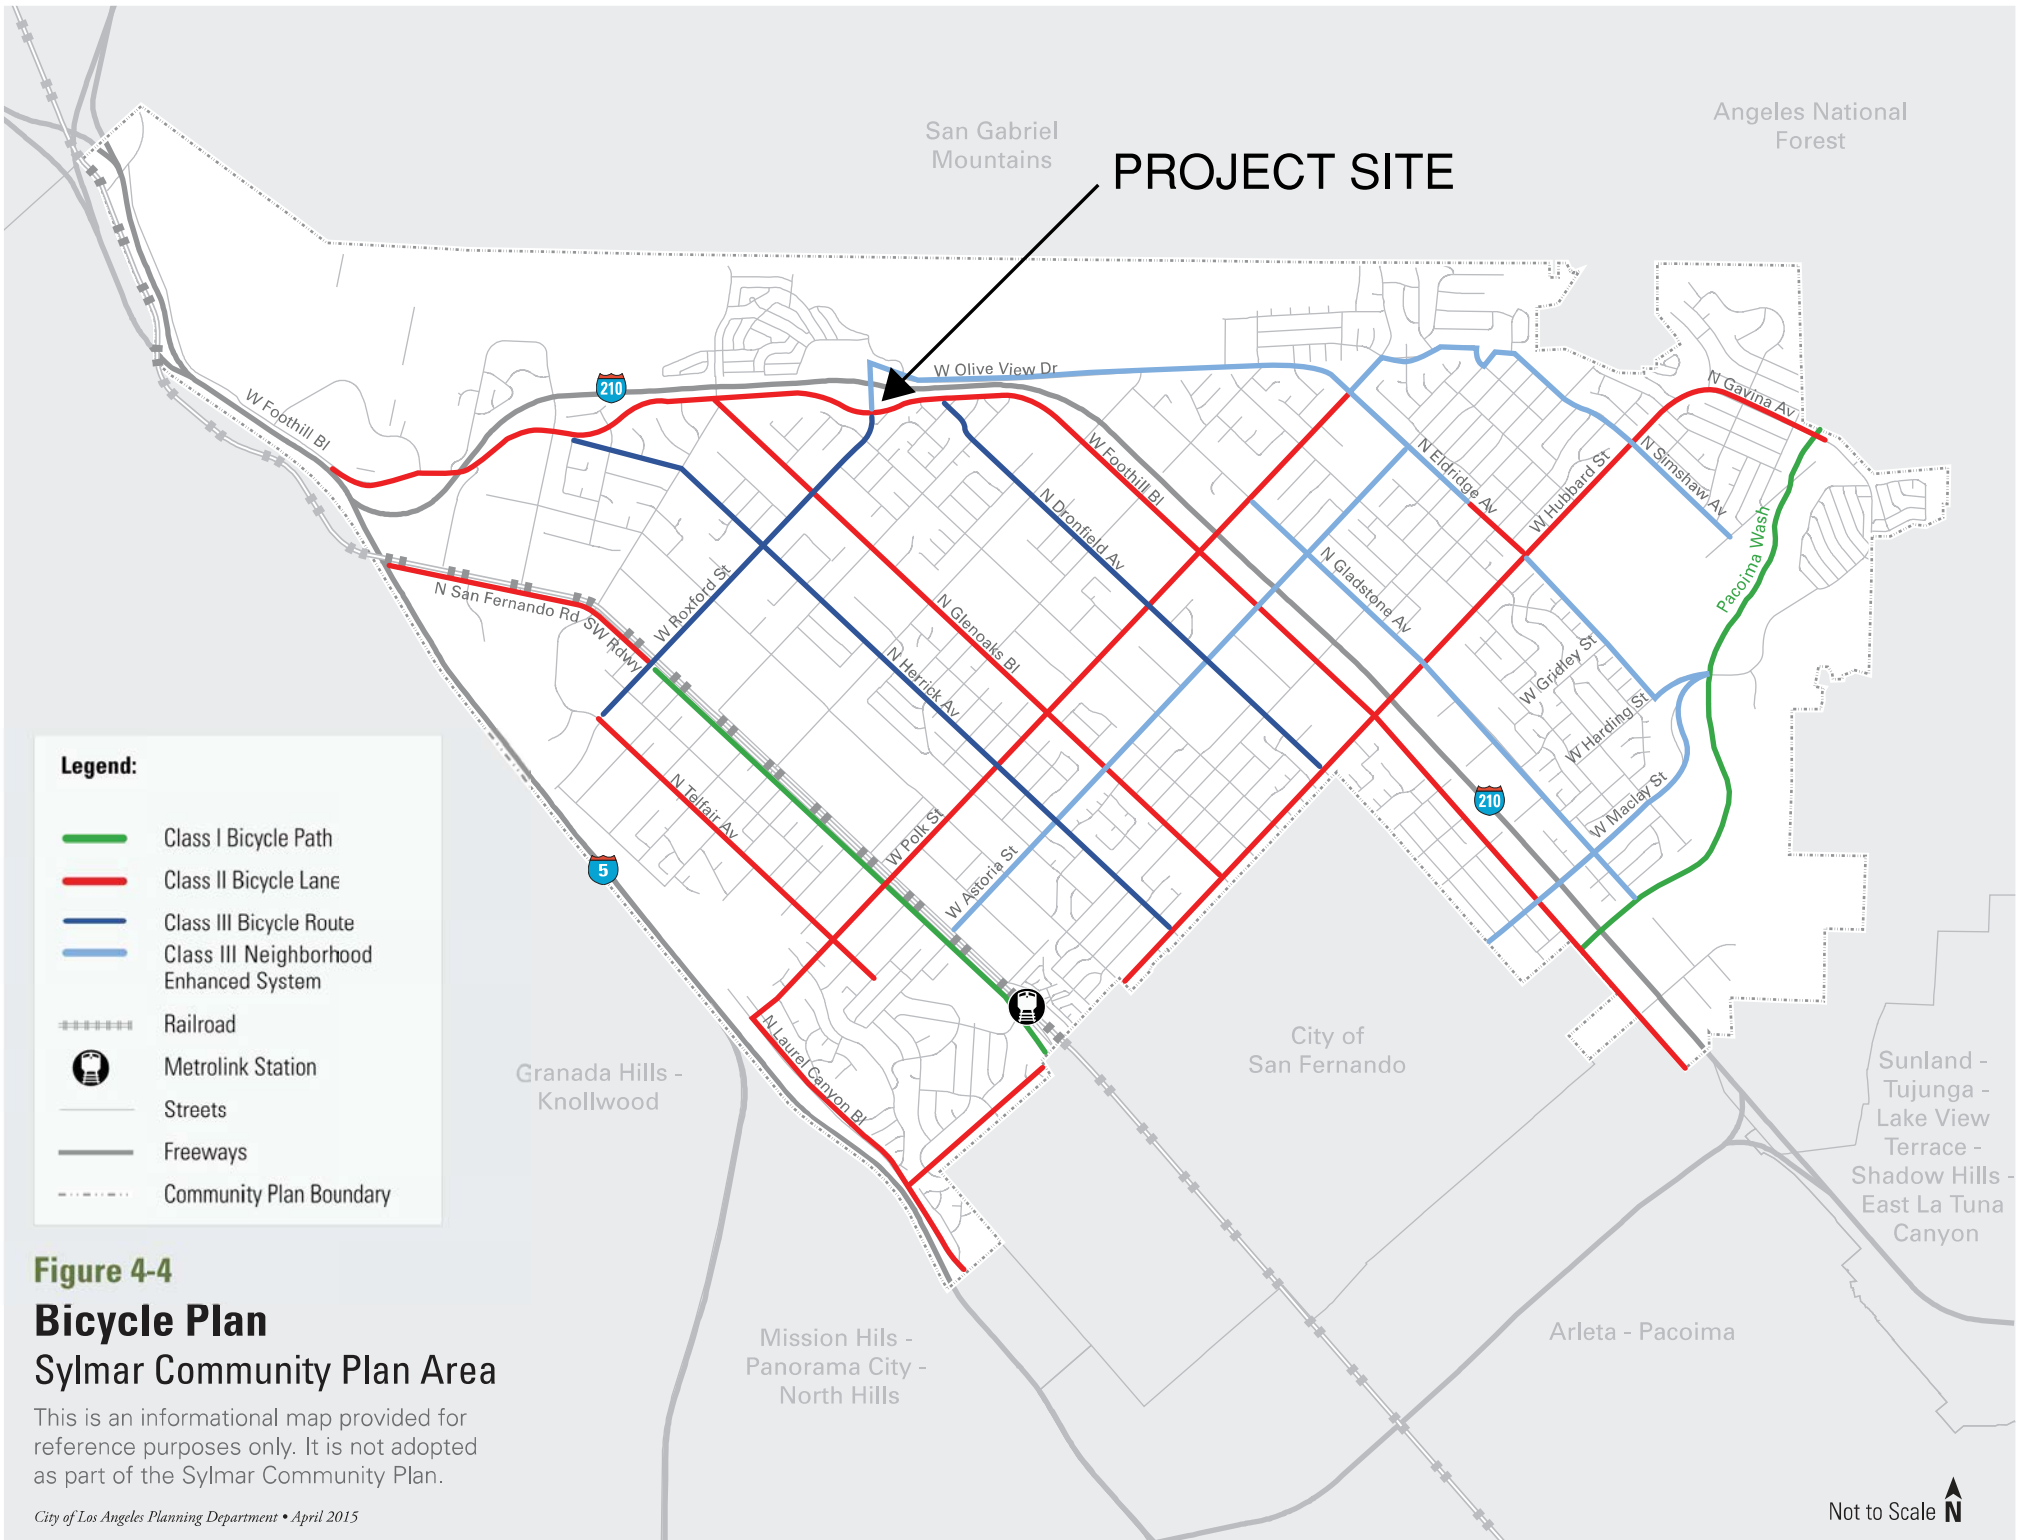 San Gabriel
Mountains
Angeles National
Forest
PROJECT SITE
W Olive View Dr
210
W Foothill Bl
N Gavina Av
W Foothill Bl
N Eldridge Av
W Hubbard St
N Simshaw Av
N Dronfield Av
Pacoima Wash
N San Fernando Rd SW Rdwy
W Roxford St
N Glenoaks Bl
N Gladstone Av
N Herrick Av
W Gridley St
W Harding St
N Telfair Av
W Polk St
W Astoria St
W Maclay St
210
5
N Laurel Canyon Bl
Granada Hills -
Knollwood
City of
San Fernando
Sunland -
Tujunga -
Lake View
Terrace -
Shadow Hills -
East La Tuna
Canyon
Mission Hils -
Panorama City -
North Hills
Arleta - Pacoima
Legend:
Class I Bicycle Path
Class II Bicycle Lane
Class III Bicycle Route
Class III Neighborhood
Enhanced System
Railroad
Metrolink Station
Streets
Freeways
Community Plan Boundary
Figure 4-4
Bicycle Plan
Sylmar Community Plan Area
This is an informational map provided for
reference purposes only. It is not adopted
as part of the Sylmar Community Plan.
City of Los Angeles Planning Department • April 2015
Not to Scale N